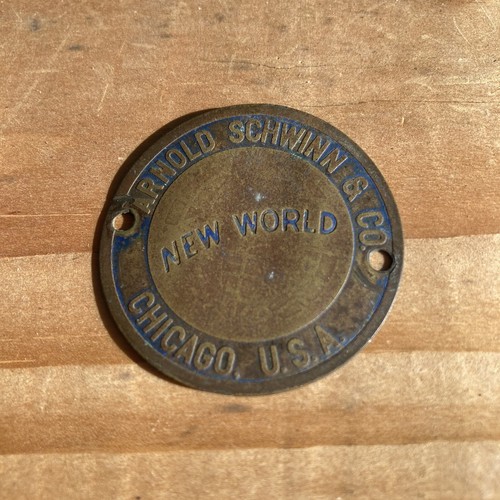 ARNOLD SCHWINN & CO.
NEW WORLD
CHICAGO, U.S.A.